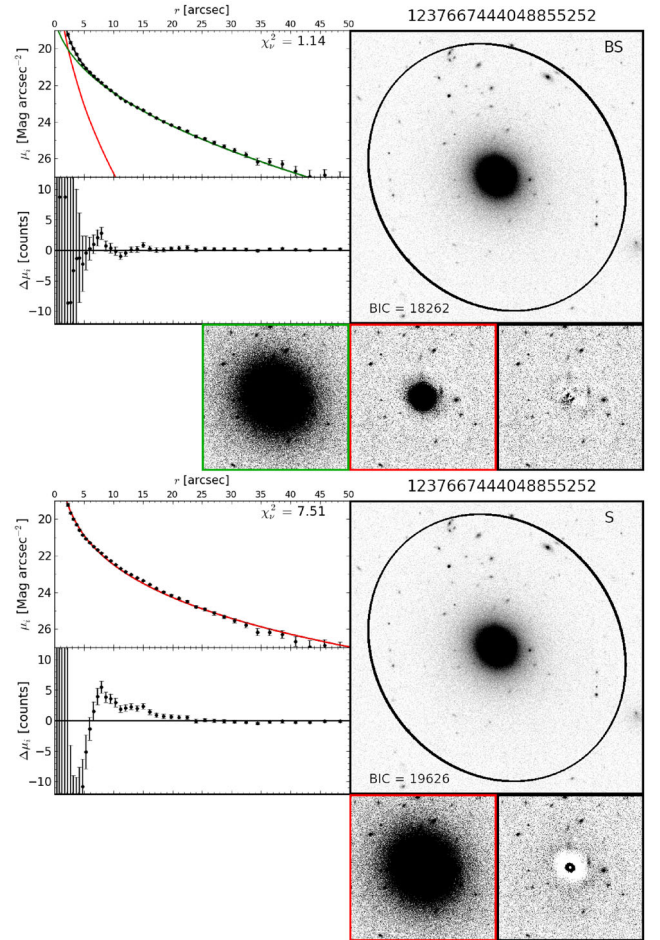 r [arcsec]
0 5 10 15 20 25 30 35 40 45 50
1237667444048855252
χ²ν = 1.14
BS
μi [Mag arcsec⁻²]
20
22
24
26
Δμi [counts]
10
5
0
−5
−10
BIC = 18262
r [arcsec]
0 5 10 15 20 25 30 35 40 45 50
1237667444048855252
χ²ν = 7.51
S
μi [Mag arcsec⁻²]
20
22
24
26
Δμi [counts]
10
5
0
−5
−10
BIC = 19626